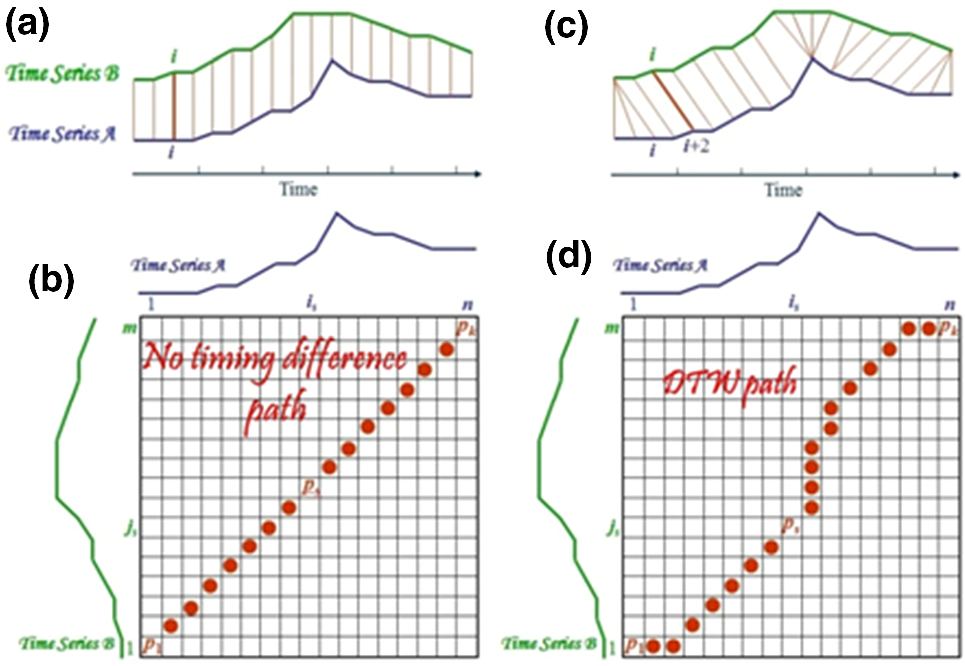 (a)
i
Time Series B
Time Series A
i
Time
(c)
i
i
i+2
Time
(b)
Time Series A
1
iₛ
n
m
pₖ
No timing difference
path
pₛ
jₛ
Time Series B
1
p₁
(d)
Time Series A
1
iₛ
n
m
pₖ
DTW path
pₛ
jₛ
Time Series B
1
p₁